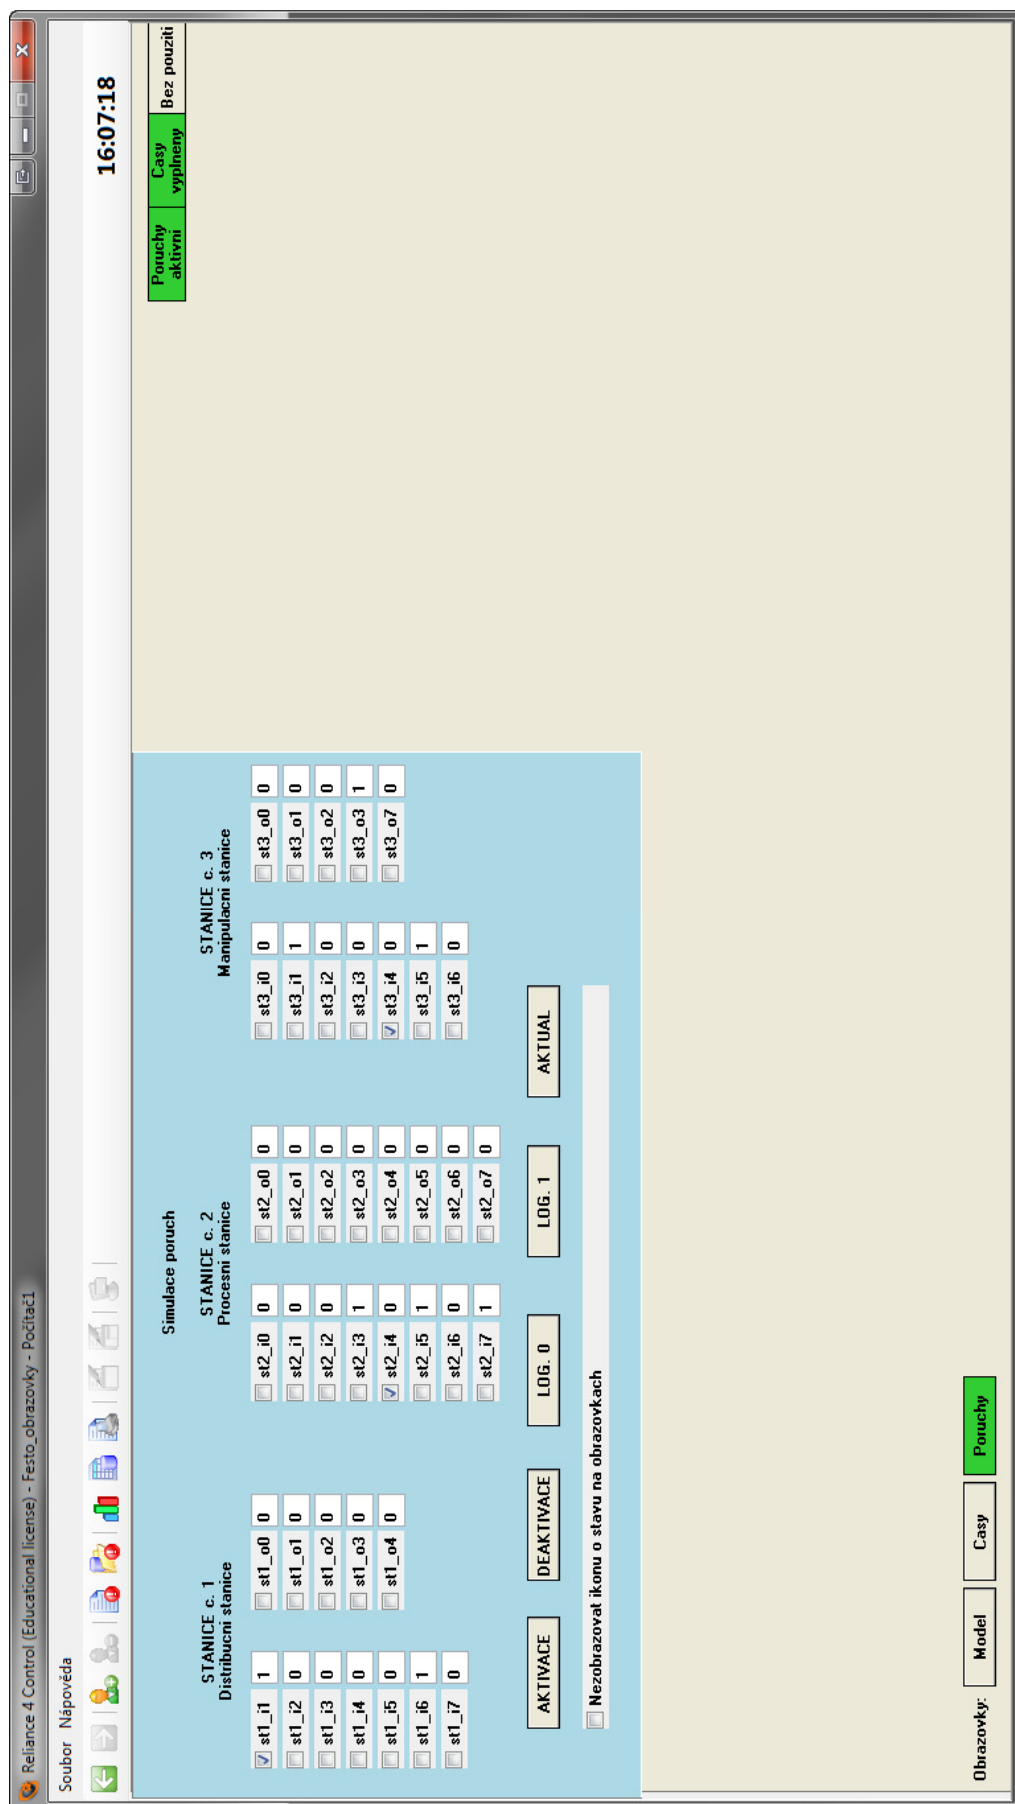 Reliance 4 Control (Educational license) - Festo_obrazovky - Počítač1
Soubor Nápověda
16:07:18
Poruchy aktivni
Casy vyplneny
Bez pouziti
Simulace poruch
STANICE c. 1
Distribucni stanice
st1_i1 1
st1_i2 0
st1_i3 0
st1_i4 0
st1_i5 0
st1_i6 1
st1_i7 0
st1_o0 0
st1_o1 0
st1_o2 0
st1_o3 0
st1_o4 0
STANICE c. 2
Procesni stanice
st2_i0 0
st2_i1 0
st2_i2 0
st2_i3 1
st2_i4 0
st2_i5 1
st2_i6 0
st2_i7 1
st2_o0 0
st2_o1 0
st2_o2 0
st2_o3 0
st2_o4 0
st2_o5 0
st2_o6 0
st2_o7 0
STANICE c. 3
Manipulacni stanice
st3_i0 0
st3_i1 1
st3_i2 0
st3_i3 0
st3_i4 0
st3_i5 1
st3_i6 0
st3_o0 0
st3_o1 0
st3_o2 0
st3_o3 1
st3_o7 0
AKTIVACE DEAKTIVACE LOG. 0 LOG. 1 AKTUAL
Nezobrazovat ikonu o stavu na obrazovkach
Obrazovky: Model Casy Poruchy